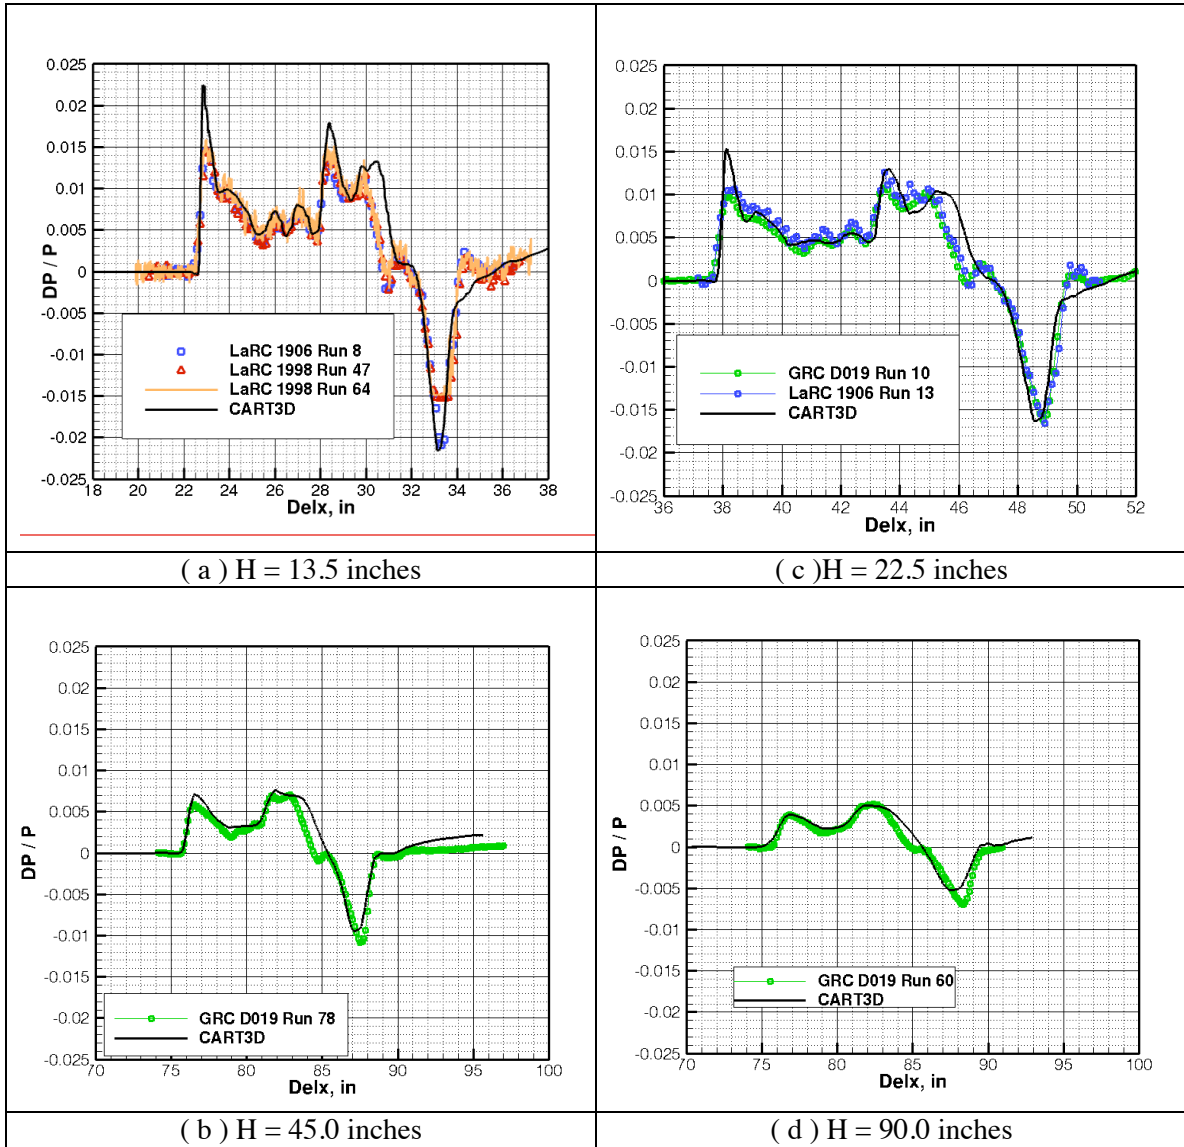 0.025
0.02
0.015
0.01
0.005
0
-0.005
-0.01
-0.015
-0.02
-0.025
DP / P
18 20 22 24 26 28 30 32 34 36 38
Delx, in
LaRC 1906 Run 8
LaRC 1998 Run 47
LaRC 1998 Run 64
CART3D
( a ) H = 13.5 inches
0.025
0.02
0.015
0.01
0.005
0
-0.005
-0.01
-0.015
-0.02
-0.025
DP / P
36 38 40 42 44 46 48 50 52
Delx, in
GRC D019 Run 10
LaRC 1906 Run 13
CART3D
( c )H = 22.5 inches
0.025
0.02
0.015
0.01
0.005
0
-0.005
-0.01
-0.015
-0.02
-0.025
DP / P
70 75 80 85 90 95 100
Delx, in
GRC D019 Run 78
CART3D
( b ) H = 45.0 inches
0.025
0.02
0.015
0.01
0.005
0
-0.005
-0.01
-0.015
-0.02
-0.025
DP / P
70 75 80 85 90 95 100
Delx, in
GRC D019 Run 60
CART3D
( d ) H = 90.0 inches